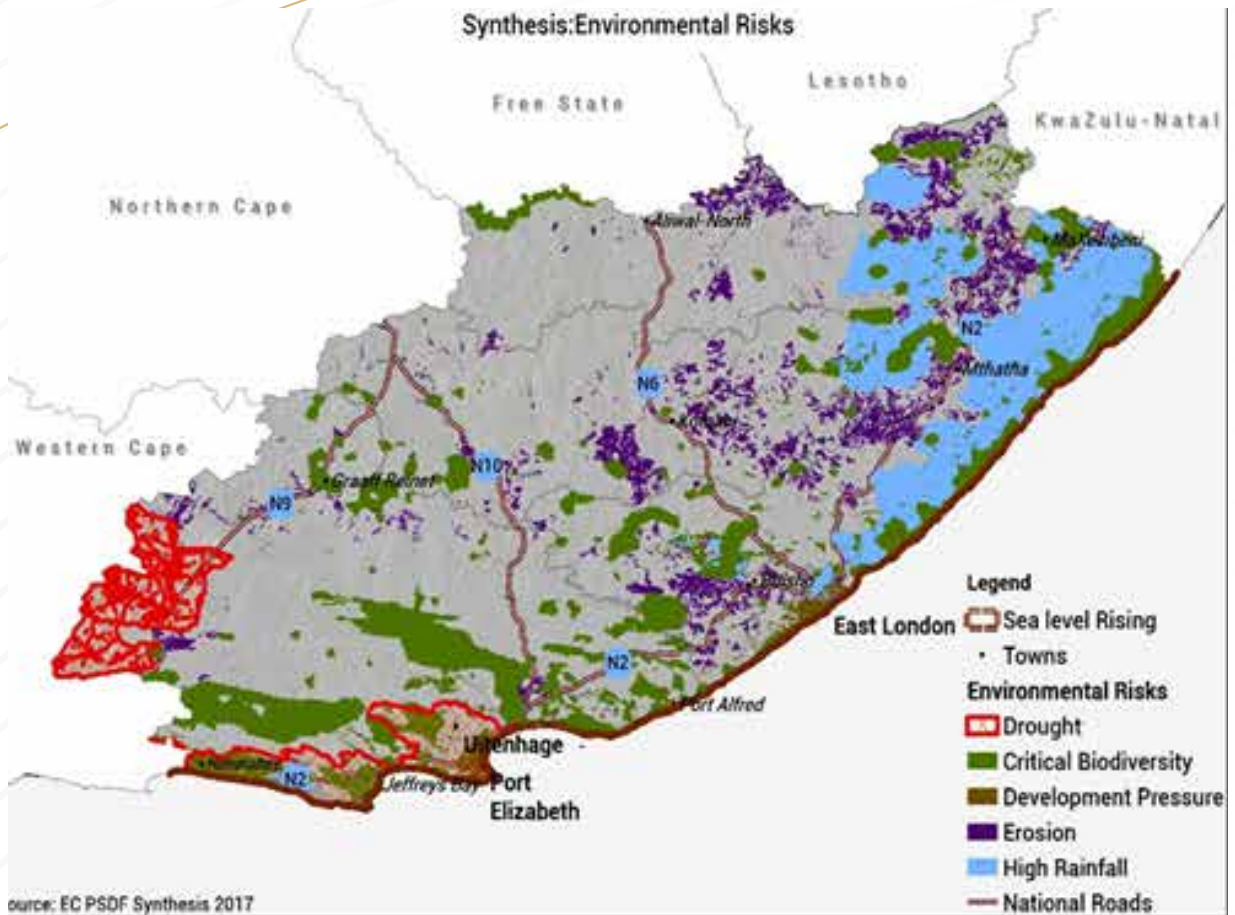 Synthesis:Environmental Risks
Lesotho
Free State
KwaZulu-Natal
Northern Cape
Aliwal-North
N2
Mthatha
N6
Western Cape
Graaff Reinet
N10
N9
Legend
East London
Sea level Rising
Towns
N2
Environmental Risks
Port Alfred
Drought
Uitenhage
Critical Biodiversity
N2
Jeffreys Bay
Port
Elizabeth
Development Pressure
Erosion
High Rainfall
National Roads
ource: EC PSDF Synthesis 2017